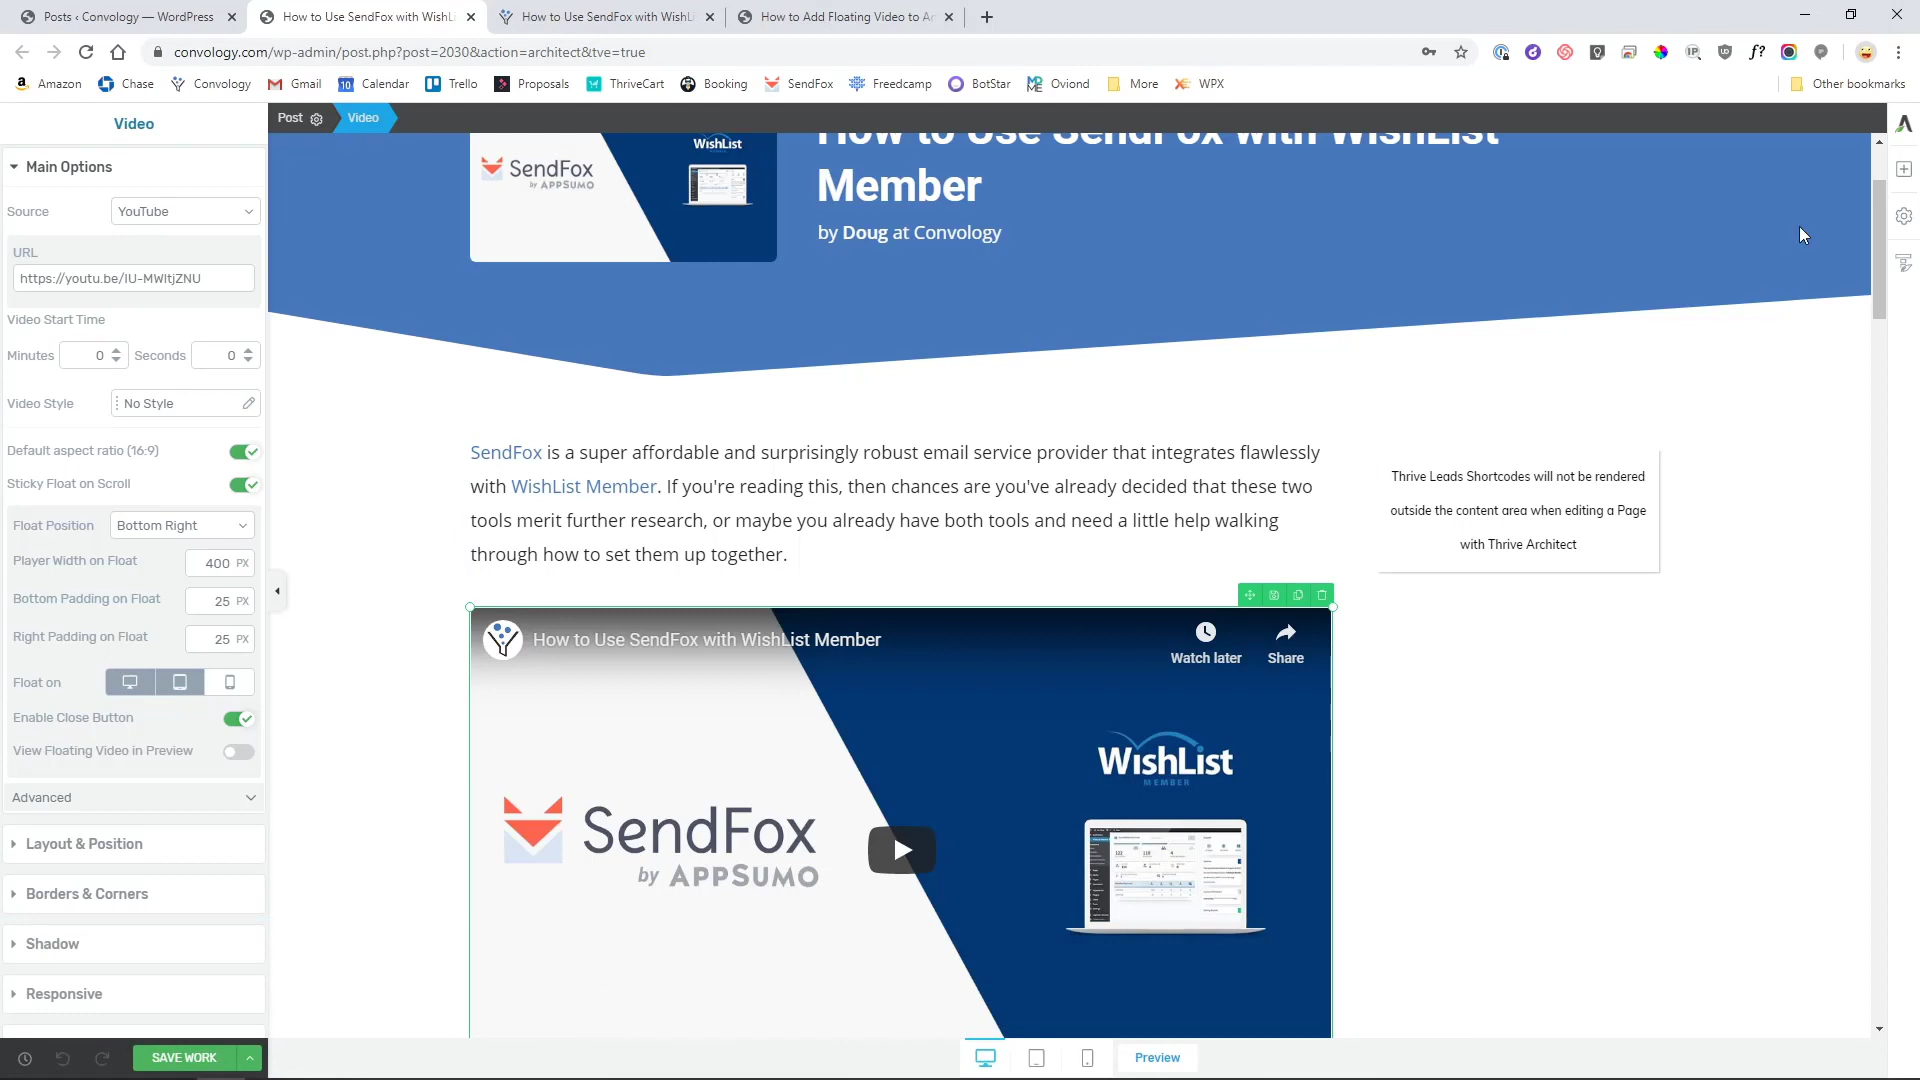 Posts ‹ Convology — WordPress
How to Use SendFox with WishLi
How to Use SendFox with WishLi
How to Add Floating Video to Ar
convology.com/wp-admin/post.php?post=2030&action=architect&tve=true
Amazon
Chase
Convology
Gmail
Calendar
Trello
Proposals
ThriveCart
Booking
SendFox
Freedcamp
BotStar
Oviond
More
WPX
Other bookmarks
Video
Post
Video
Main Options
Source
YouTube
URL
https://youtu.be/IU-MWltjZNU
Video Start Time
Minutes
0
Seconds
0
Video Style
No Style
Default aspect ratio (16:9)
Sticky Float on Scroll
Float Position
Bottom Right
Player Width on Float
400 PX
Bottom Padding on Float
25 PX
Right Padding on Float
25 PX
Float on
Enable Close Button
View Floating Video in Preview
Advanced
Layout & Position
Borders & Corners
Shadow
Responsive
SAVE WORK
SendFox
by APPSUMO
WishList
How to Use SendFox with WishList
Member
by Doug at Convology
SendFox is a super affordable and surprisingly robust email service provider that integrates flawlessly
with WishList Member. If you're reading this, then chances are you've already decided that these two
tools merit further research, or maybe you already have both tools and need a little help walking
through how to set them up together.
Thrive Leads Shortcodes will not be rendered
outside the content area when editing a Page
with Thrive Architect
How to Use SendFox with WishList Member
Watch later
Share
WishList
MEMBER
SendFox
by APPSUMO
Preview